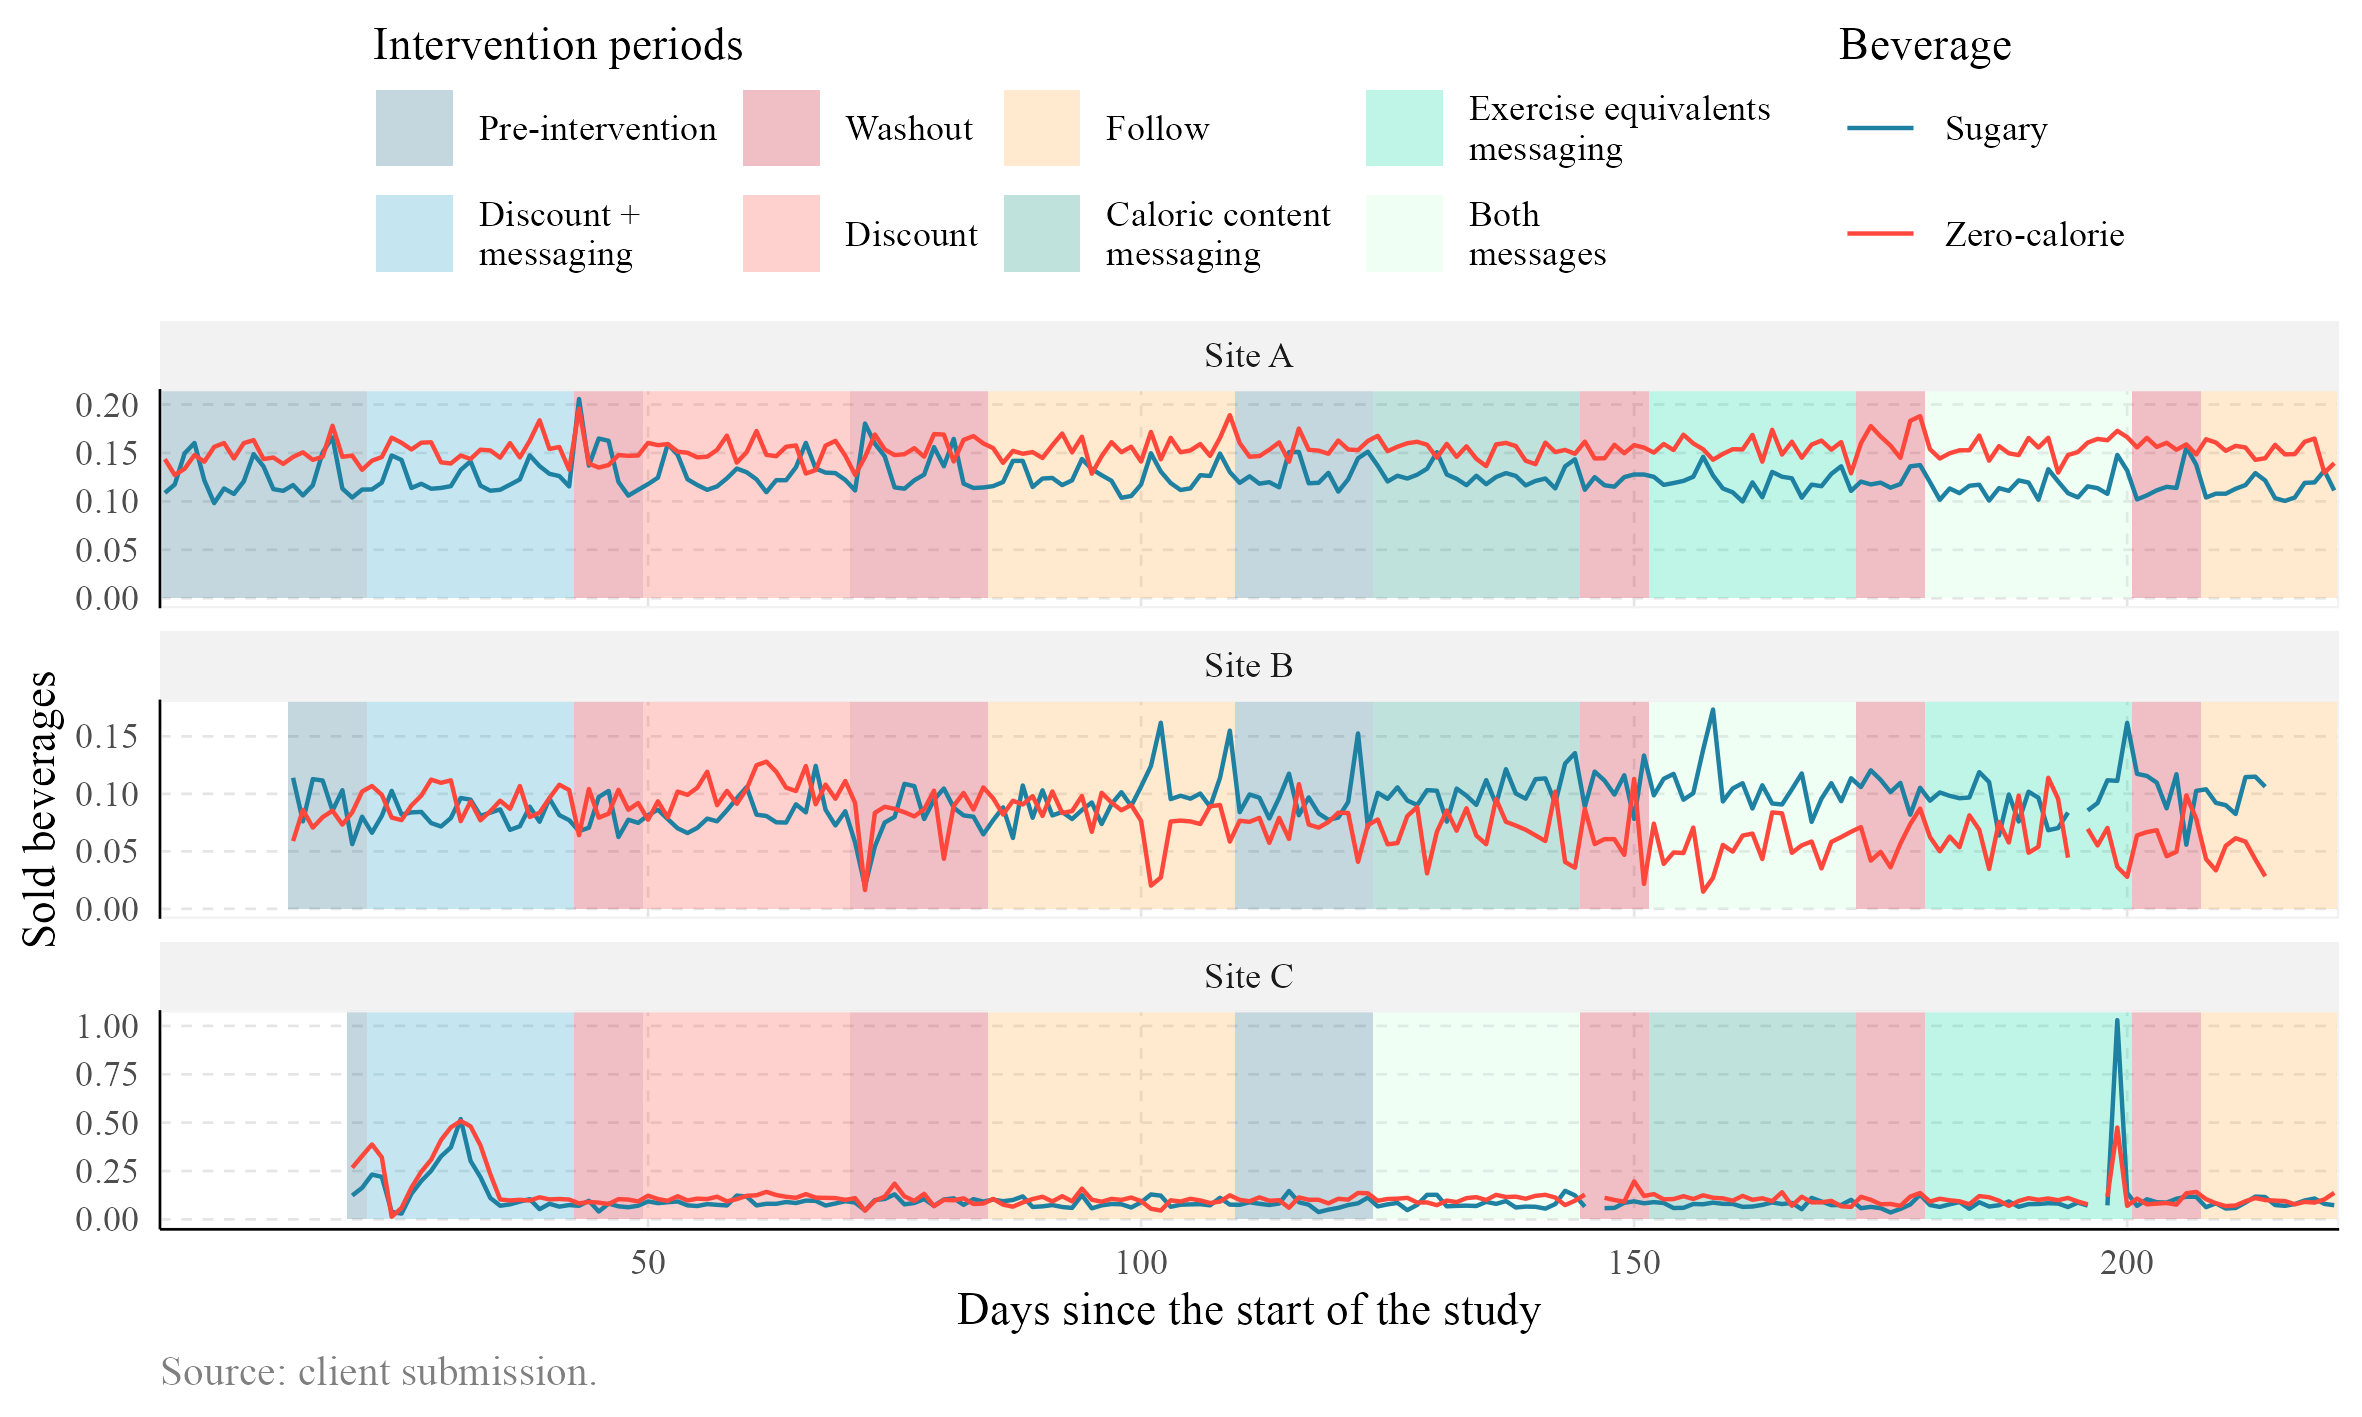 Intervention periods
Beverage
Pre-intervention
Washout
Follow
Exercise equivalents
messaging
Sugary
Discount +
messaging
Discount
Caloric content
messaging
Both
messages
Zero-calorie
Site A
0.20
0.15
0.10
0.05
0.00
Site B
0.15
0.10
0.05
0.00
Site C
1.00
0.75
0.50
0.25
0.00
Sold beverages
50
100
150
200
Days since the start of the study
Source: client submission.